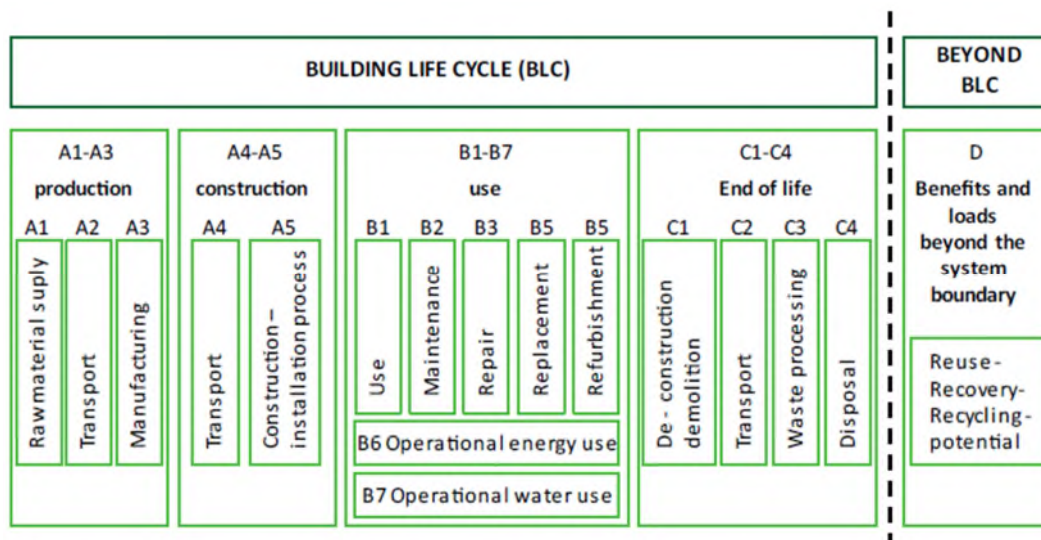 BUILDING LIFE CYCLE (BLC)
BEYOND
BLC
A1-A3
production
A1
A2
A3
Rawmaterial suply
Transport
Manufacturing
A4-A5
construction
A4
A5
Transport
Construction –
installation process
B1-B7
use
B1
B2
B3
B5
B5
Use
Maintenance
Repair
Replacement
Refurbishment
B6 Operational energy use
B7 Operational water use
C1-C4
End of life
C1
C2
C3
C4
De - construction
demolition
Transport
Waste processing
Disposal
D
Benefits and
loads
beyond the
system
boundary
Reuse-
Recovery-
Recycling-
potential